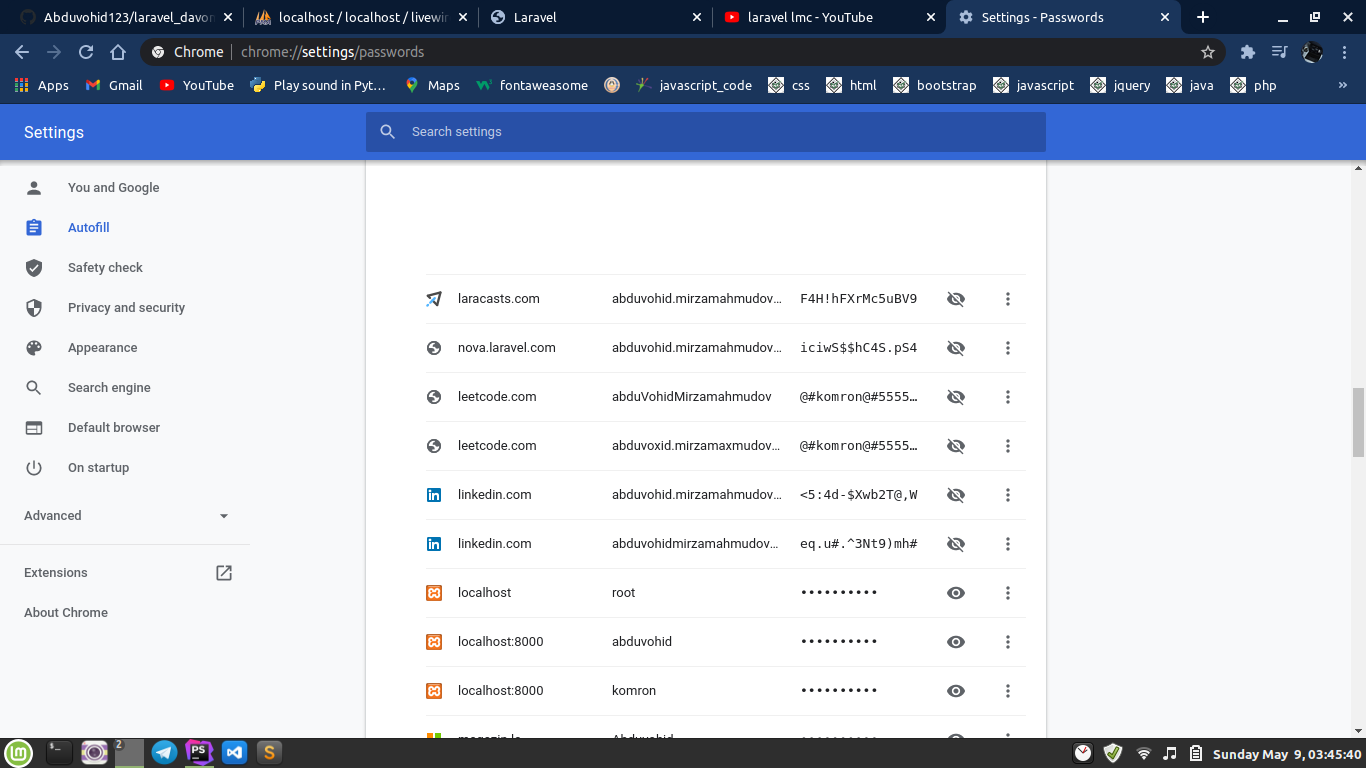 Abduvohid123/laravel_davom
localhost / localhost / livewir
Laravel
laravel lmc - YouTube
Settings - Passwords
Chrome
chrome://settings/passwords
Apps
Gmail
YouTube
Play sound in Pyt…
Maps
fontaweasome
javascript_code
css
html
bootstrap
javascript
jquery
java
php
»
Settings
Search settings
You and Google
Autofill
Safety check
Privacy and security
Appearance
Search engine
Default browser
On startup
Advanced
Extensions
About Chrome
laracasts.com abduvohid.mirzamahmudov… F4H!hFXrMc5uBV9
nova.laravel.com abduvohid.mirzamahmudov… iciwS$$hC4S.pS4
leetcode.com abduVohidMirzamahmudov @#komron@#5555…
leetcode.com abduvoxid.mirzamaxmudov… @#komron@#5555…
linkedin.com abduvohid.mirzamahmudov… <5:4d-$Xwb2T@,W
linkedin.com abduvohidmirzamahmudov… eq.u#.^3Nt9)mh#
localhost root ••••••••••
localhost:8000 abduvohid ••••••••••
localhost:8000 komron ••••••••••
2
PS
S
Sunday May 9, 03:45:40